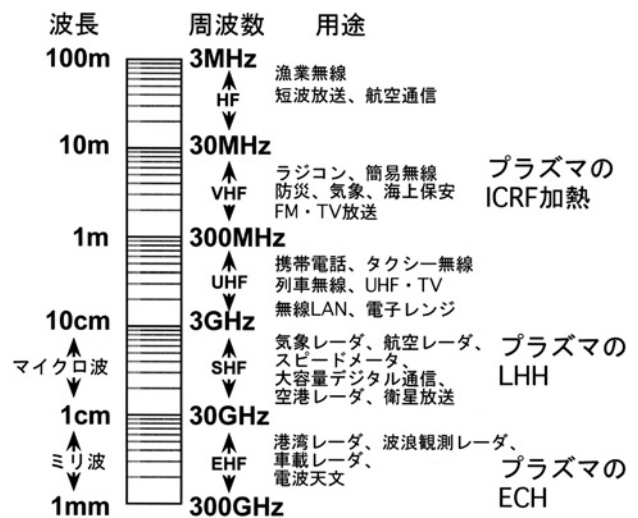 波長 周波数 用途
100m 3MHz
漁業無線
HF
短波放送、航空通信
10m 30MHz
ラジコン、簡易無線
VHF
防災、気象、海上保安
FM・TV放送
プラズマの
ICRF加熱
1m 300MHz
携帯電話、タクシー無線
UHF
列車無線、UHF・TV
無線LAN、電子レンジ
10cm 3GHz
マイクロ波
SHF
気象レーダ、航空レーダ、
スピードメータ、
大容量デジタル通信、
空港レーダ、衛星放送
プラズマの
LHH
1cm 30GHz
ミリ波
EHF
港湾レーダ、波浪観測レーダ、
車載レーダ、
電波天文
プラズマの
ECH
1mm 300GHz